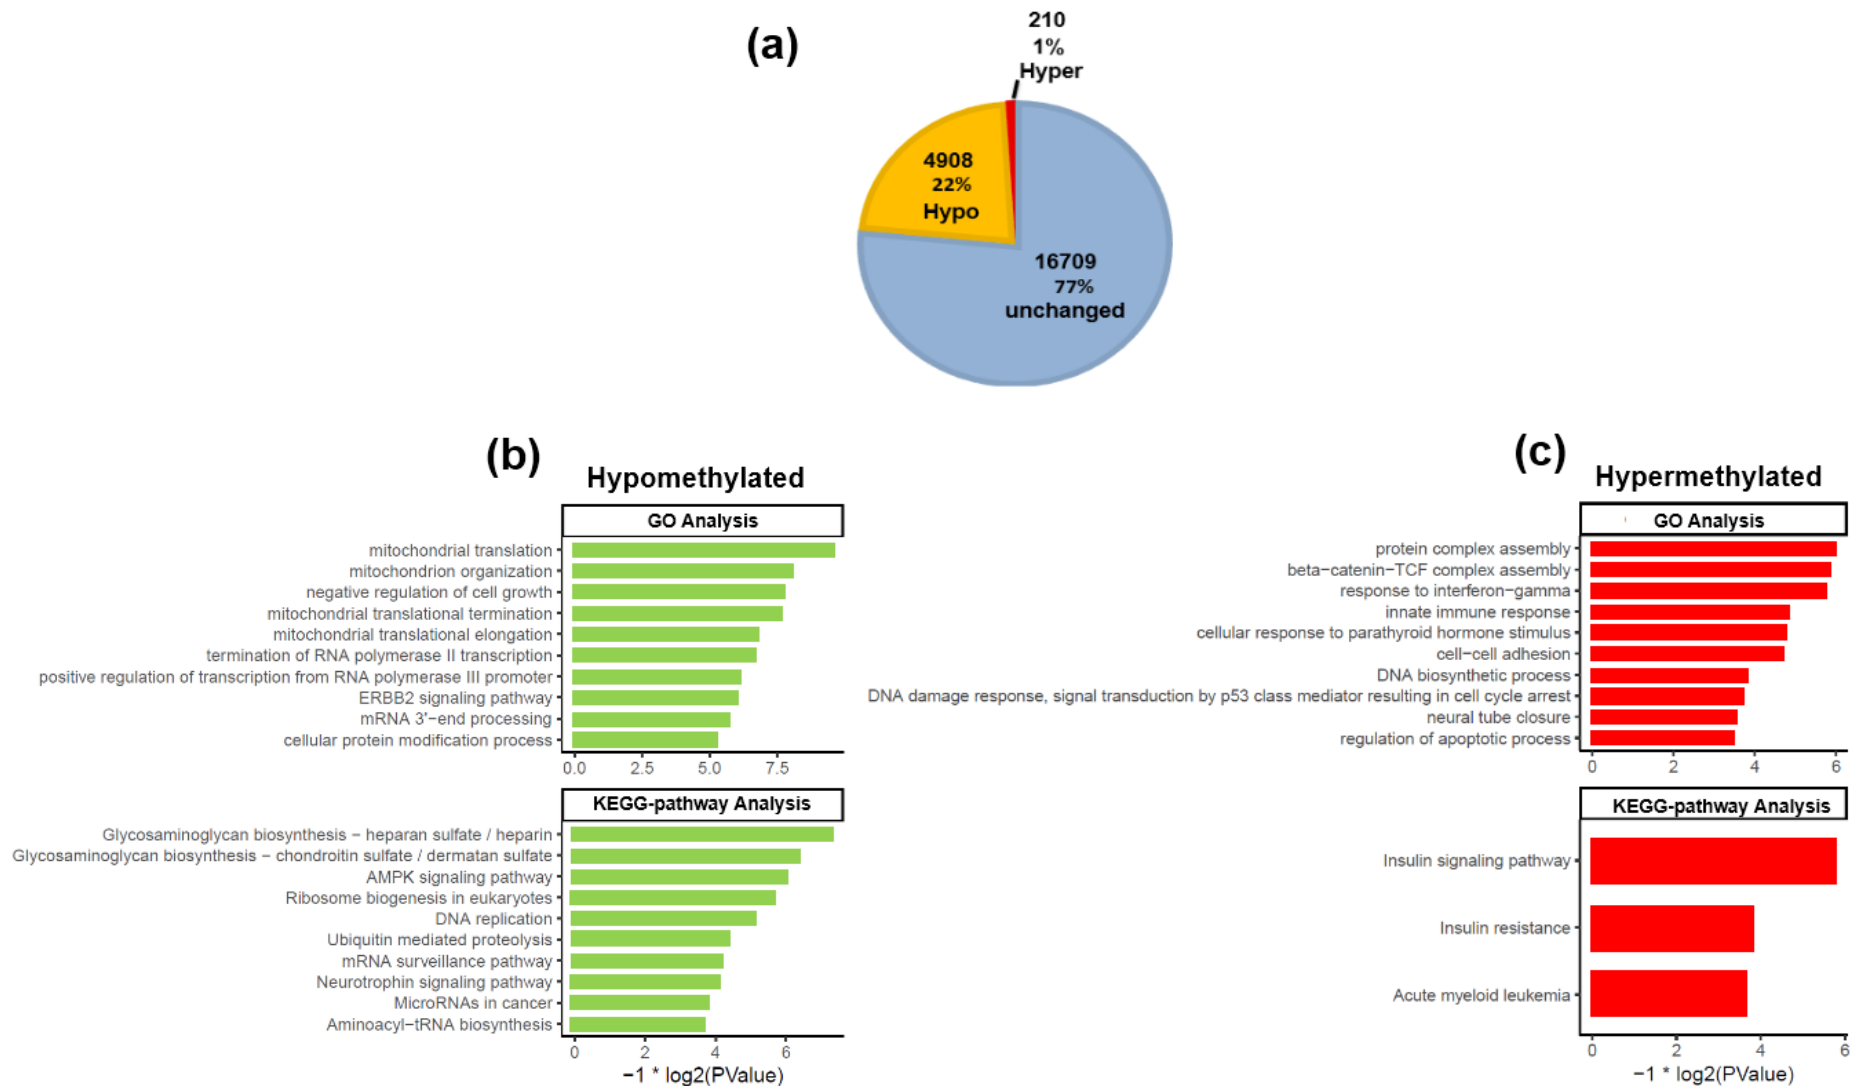 (a)
210
1%
Hyper
4908
22%
Hypo
16709
77%
unchanged
(b)
Hypomethylated
GO Analysis
mitochondrial translation
mitochondrion organization
negative regulation of cell growth
mitochondrial translational termination
mitochondrial translational elongation
termination of RNA polymerase II transcription
positive regulation of transcription from RNA polymerase III promoter
ERBB2 signaling pathway
mRNA 3'−end processing
cellular protein modification process
0.0 2.5 5.0 7.5
KEGG-pathway Analysis
Glycosaminoglycan biosynthesis − heparan sulfate / heparin
Glycosaminoglycan biosynthesis − chondroitin sulfate / dermatan sulfate
AMPK signaling pathway
Ribosome biogenesis in eukaryotes
DNA replication
Ubiquitin mediated proteolysis
mRNA surveillance pathway
Neurotrophin signaling pathway
MicroRNAs in cancer
Aminoacyl−tRNA biosynthesis
0 2 4 6
−1 * log2(PValue)
(c)
Hypermethylated
GO Analysis
protein complex assembly
beta−catenin−TCF complex assembly
response to interferon−gamma
innate immune response
cellular response to parathyroid hormone stimulus
cell−cell adhesion
DNA biosynthetic process
DNA damage response, signal transduction by p53 class mediator resulting in cell cycle arrest
neural tube closure
regulation of apoptotic process
0 2 4 6
KEGG-pathway Analysis
Insulin signaling pathway
Insulin resistance
Acute myeloid leukemia
0 2 4 6
−1 * log2(PValue)